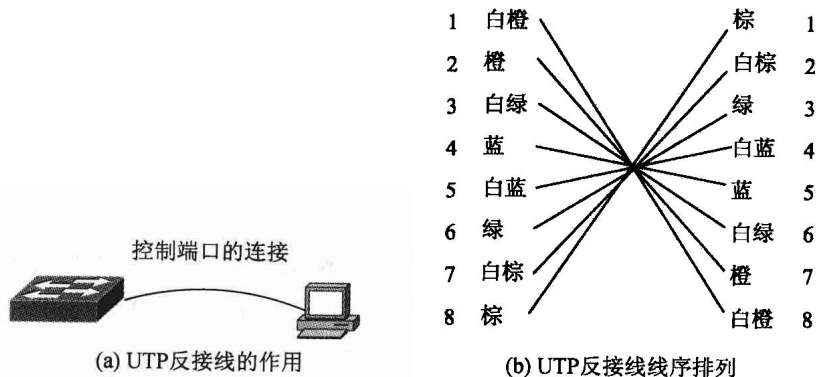 控制端口的连接
(a) UTP反接线的作用
1 白橙 棕 1
2 橙 白棕 2
3 白绿 绿 3
4 蓝 白蓝 4
5 白蓝 蓝 5
6 绿 白绿 6
7 白棕 橙 7
8 棕 白橙 8
(b) UTP反接线线序排列